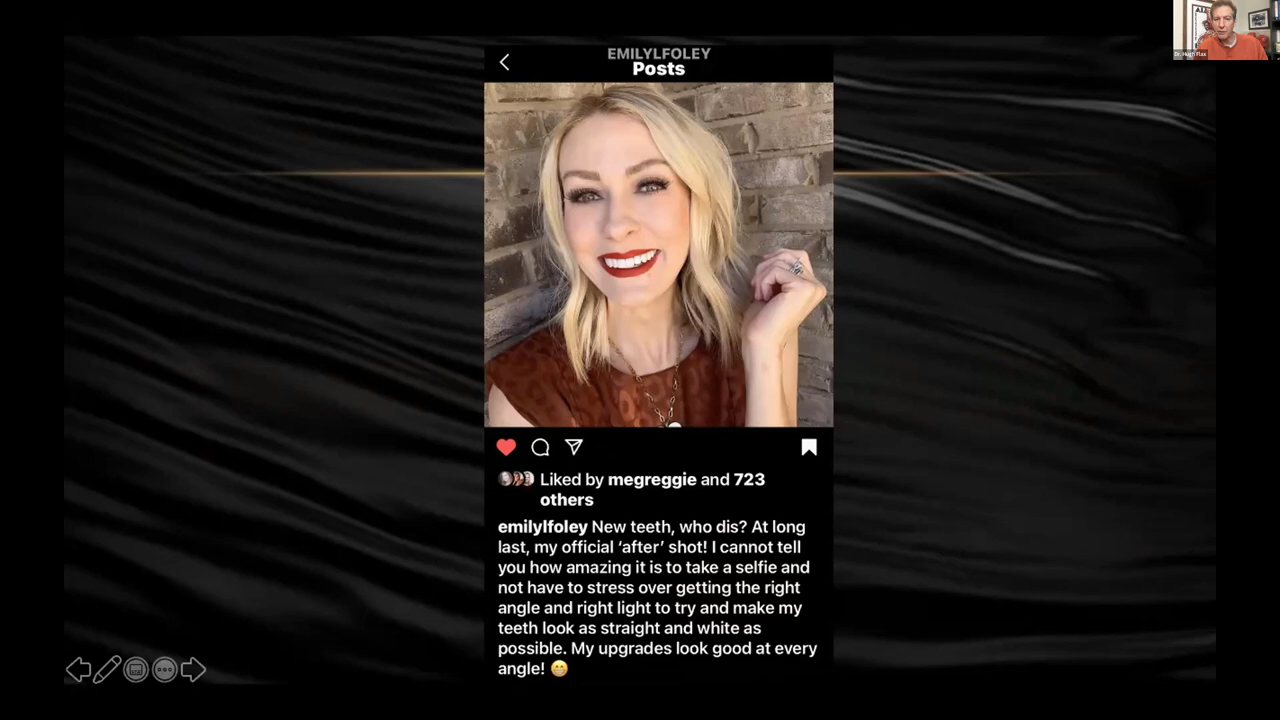 EMILYLFOLEY
Posts
Liked by megreggie and 723
others
emilylfoley New teeth, who dis? At long
last, my official ‘after’ shot! I cannot tell
you how amazing it is to take a selfie and
not have to stress over getting the right
angle and right light to try and make my
teeth look as straight and white as
possible. My upgrades look good at every
angle! 😁
Dr. Hugh Flax